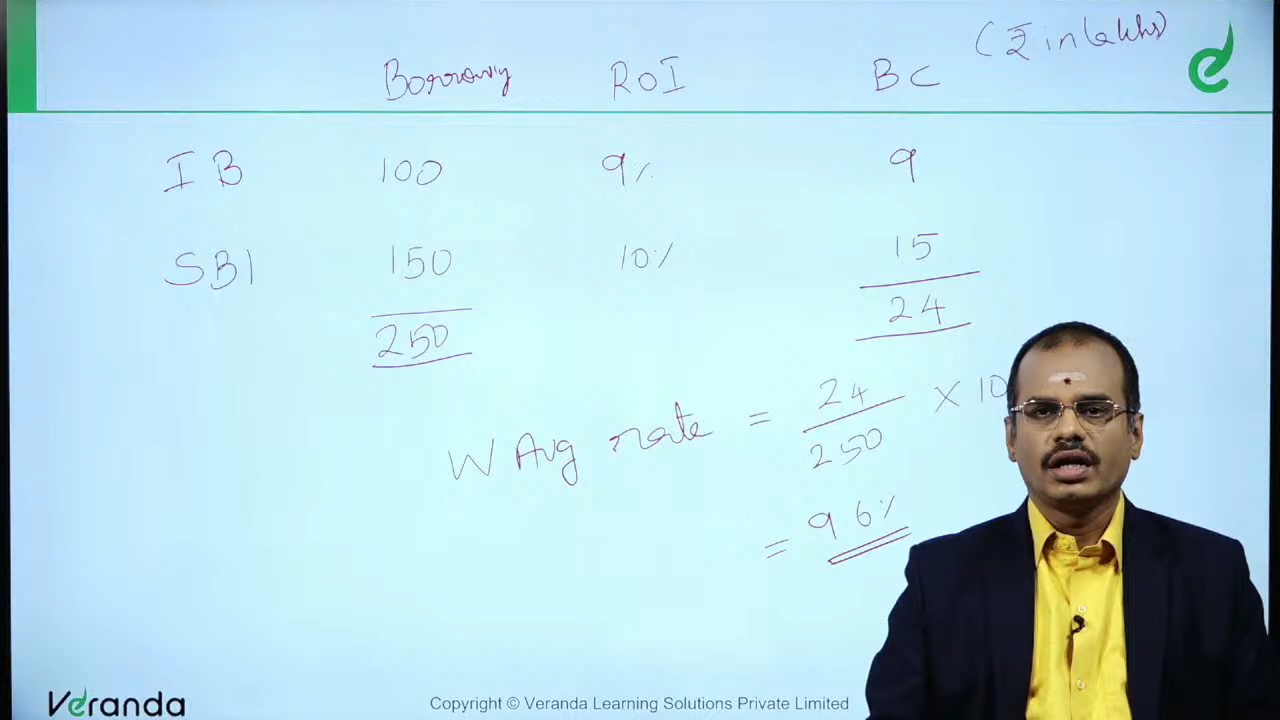 (₹ in lakhs)
Borrowing RoI BC
IB 100 9% 9
SBI 150 10% 15
250 24
W Avg rate = 24/250 X 10
= 9 6%
Veranda
Copyright © Veranda Learning Solutions Private Limited